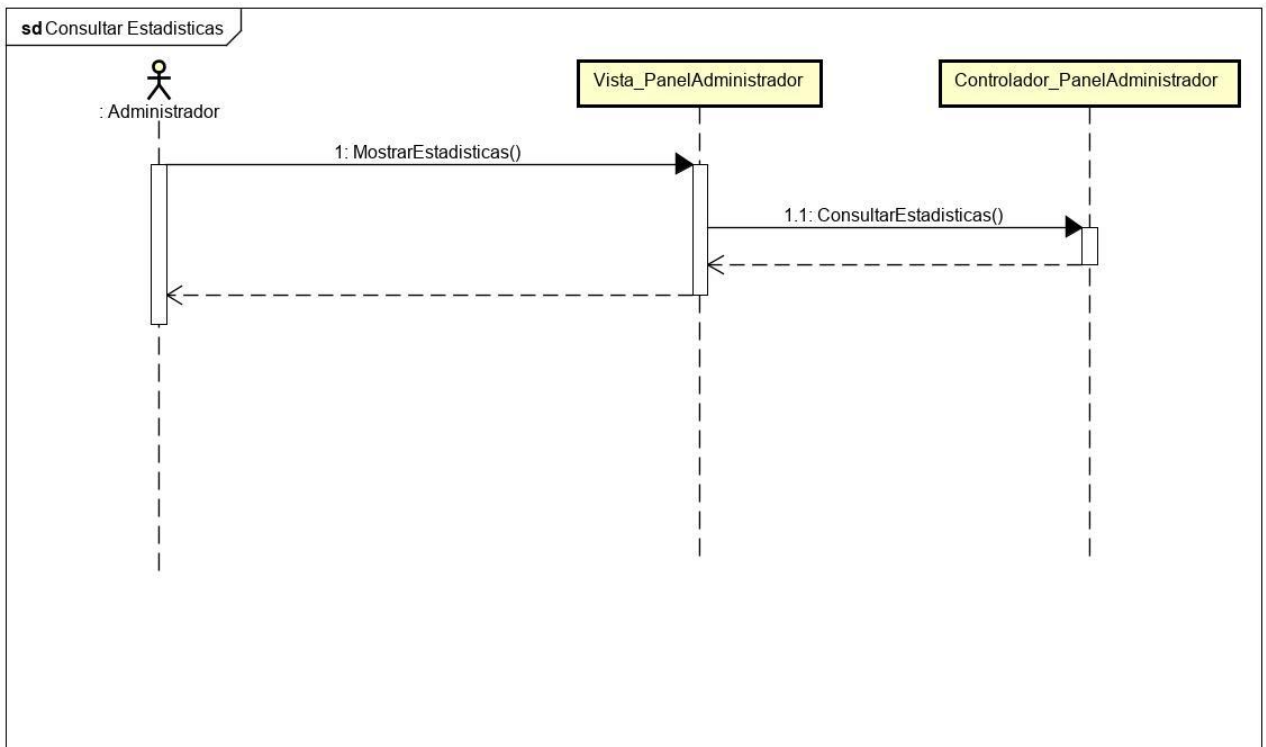 sd Consultar Estadisticas
: Administrador
Vista_PanelAdministrador
Controlador_PanelAdministrador
1: MostrarEstadisticas()
1.1: ConsultarEstadisticas()